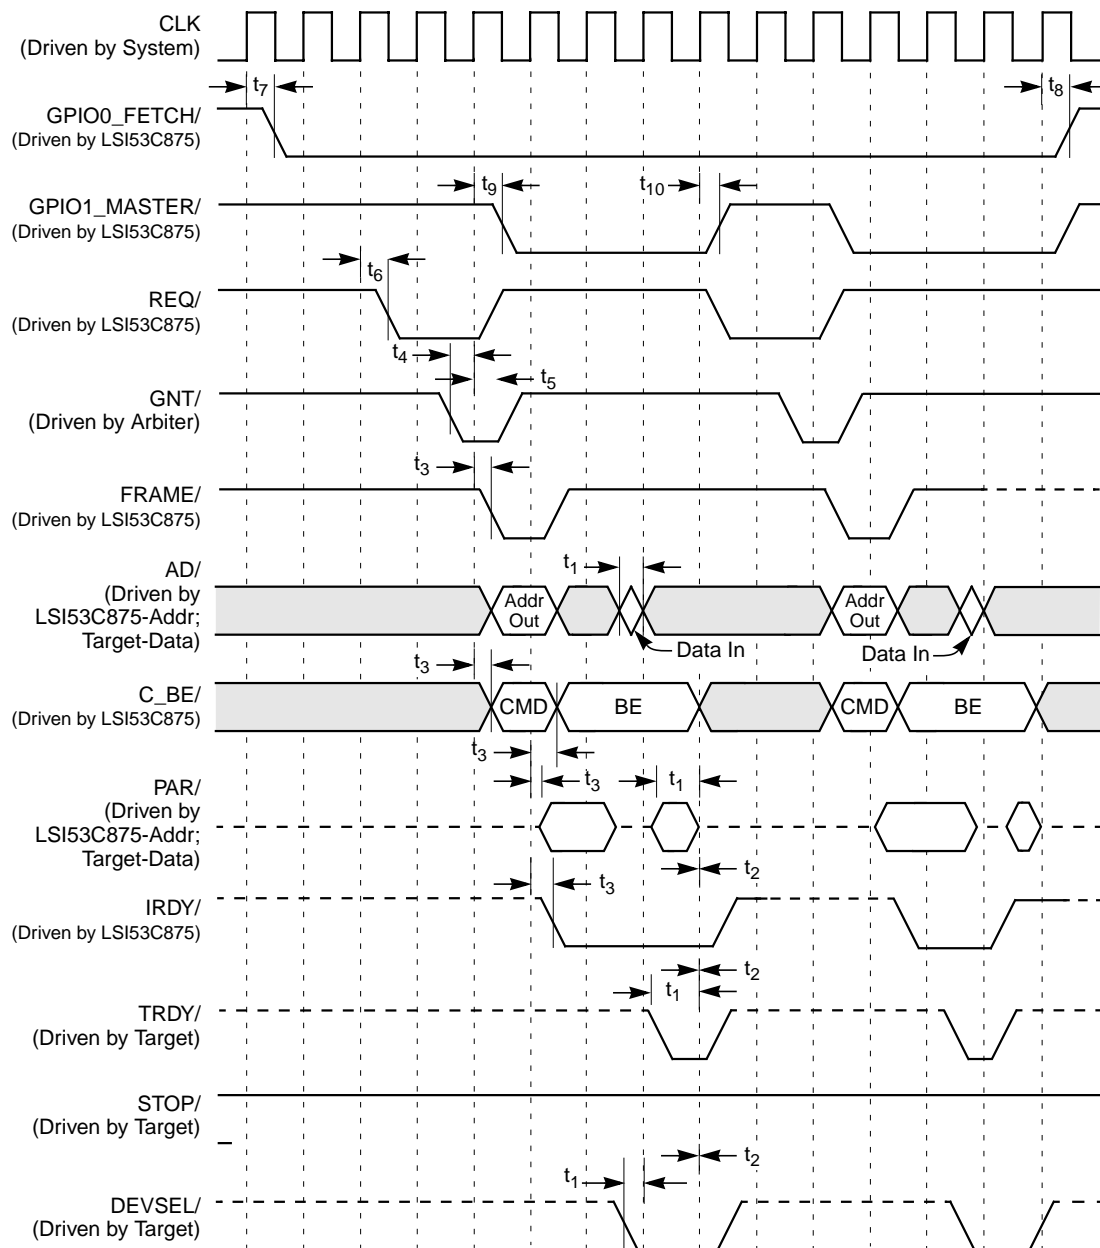 CLK
(Driven by System)
t7
t8
GPIO0_FETCH/
(Driven by LSI53C875)
t9
t10
GPIO1_MASTER/
(Driven by LSI53C875)
t6
REQ/
(Driven by LSI53C875)
t4
t5
GNT/
(Driven by Arbiter)
t3
FRAME/
(Driven by LSI53C875)
t1
AD/
(Driven by
LSI53C875-Addr;
Target-Data)
Addr
Out
Addr
Out
Data In
Data In
t3
C_BE/
(Driven by LSI53C875)
CMD
BE
CMD
BE
t3
t3
t1
PAR/
(Driven by
LSI53C875-Addr;
Target-Data)
t2
t3
IRDY/
(Driven by LSI53C875)
t2
t1
TRDY/
(Driven by Target)
STOP/
(Driven by Target)
t2
t1
DEVSEL/
(Driven by Target)